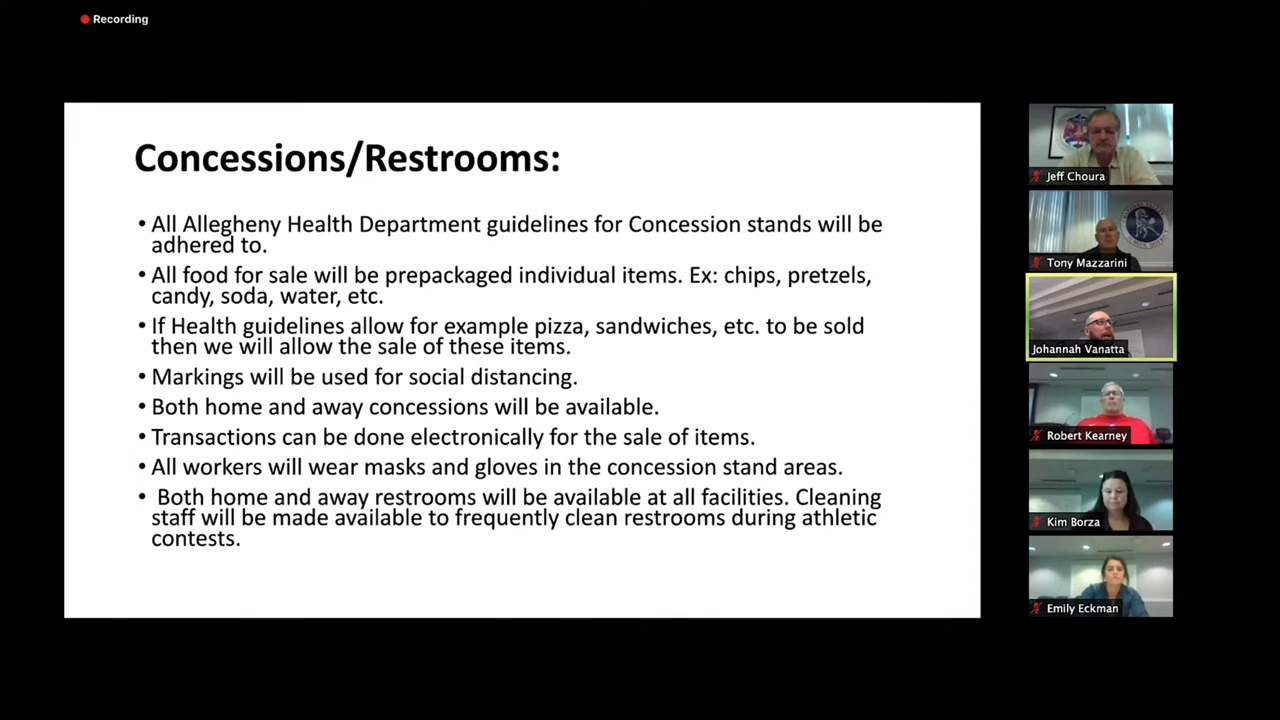 Recording
Concessions/Restrooms:
• All Allegheny Health Department guidelines for Concession stands will be
adhered to.
• All food for sale will be prepackaged individual items. Ex: chips, pretzels,
candy, soda, water, etc.
• If Health guidelines allow for example pizza, sandwiches, etc. to be sold
then we will allow the sale of these items.
• Markings will be used for social distancing.
• Both home and away concessions will be available.
• Transactions can be done electronically for the sale of items.
• All workers will wear masks and gloves in the concession stand areas.
• Both home and away restrooms will be available at all facilities. Cleaning
staff will be made available to frequently clean restrooms during athletic
contests.
Jeff Choura
Tony Mazzarini
Johannah Vanatta
Robert Kearney
Kim Borza
Emily Eckman